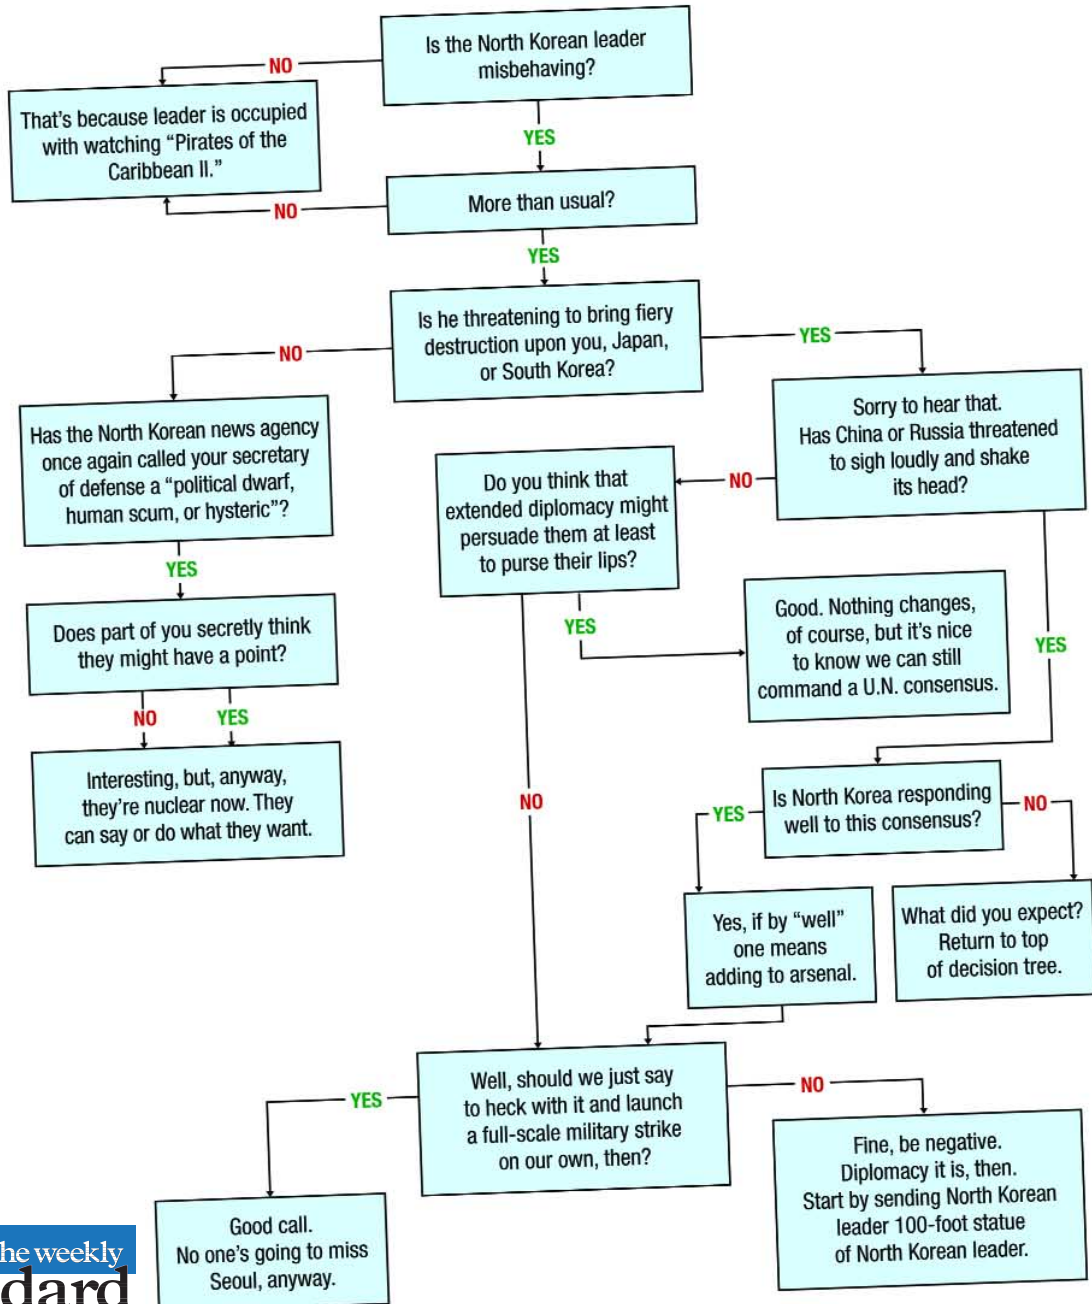 Is the North Korean leader
misbehaving?
NO
That's because leader is occupied
with watching “Pirates of the
Caribbean II.”
YES
More than usual?
NO
YES
Is he threatening to bring fiery
destruction upon you, Japan,
or South Korea?
NO
YES
Has the North Korean news agency
once again called your secretary
of defense a “political dwarf,
human scum, or hysteric”?
Sorry to hear that.
Has China or Russia threatened
to sigh loudly and shake
its head?
NO
Do you think that
extended diplomacy might
persuade them at least
to purse their lips?
YES
Does part of you secretly think
they might have a point?
YES
Good. Nothing changes,
of course, but it's nice
to know we can still
command a U.N. consensus.
YES
NO
YES
Interesting, but, anyway,
they're nuclear now. They
can say or do what they want.
NO
Is North Korea responding
well to this consensus?
YES
NO
Yes, if by “well”
one means
adding to arsenal.
What did you expect?
Return to top
of decision tree.
Well, should we just say
to heck with it and launch
a full-scale military strike
on our own, then?
YES
NO
Good call.
No one's going to miss
Seoul, anyway.
Fine, be negative.
Diplomacy it is, then.
Start by sending North Korean
leader 100-foot statue
of North Korean leader.
he weekly
dard